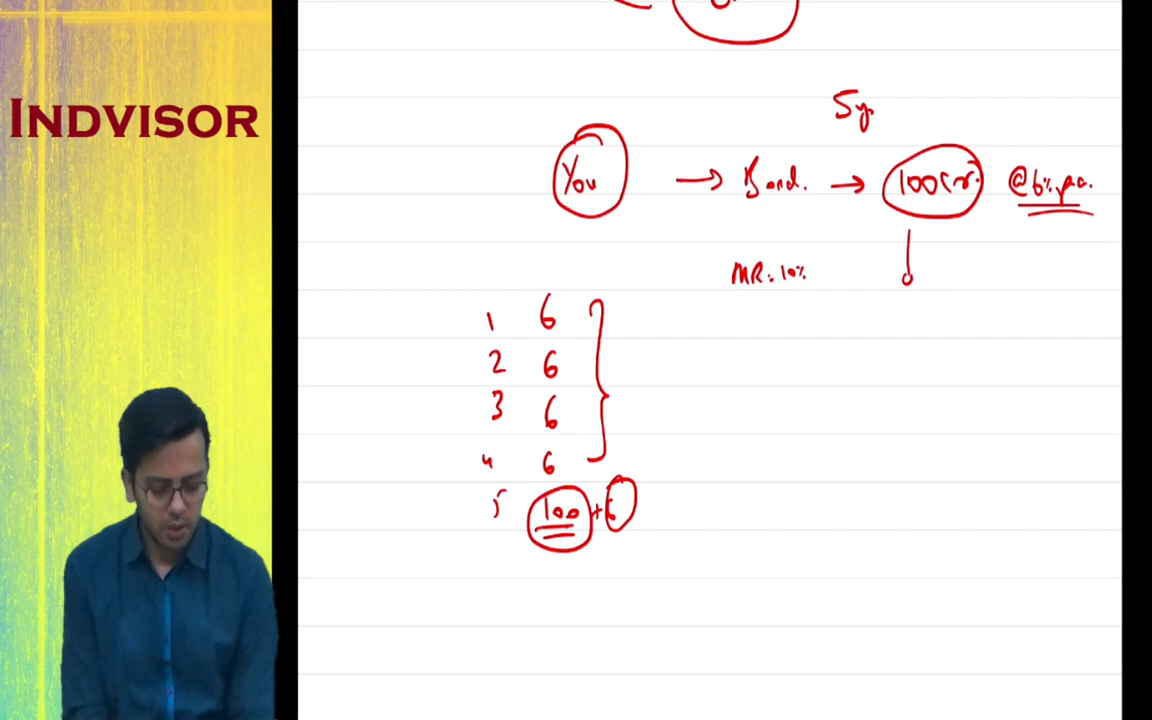 INDVISOR
5y.
You → Bond. → 100Cr. @6% p.a.
MR: 10%
1 6
2 6
3 6
4 6
5 100 + 6